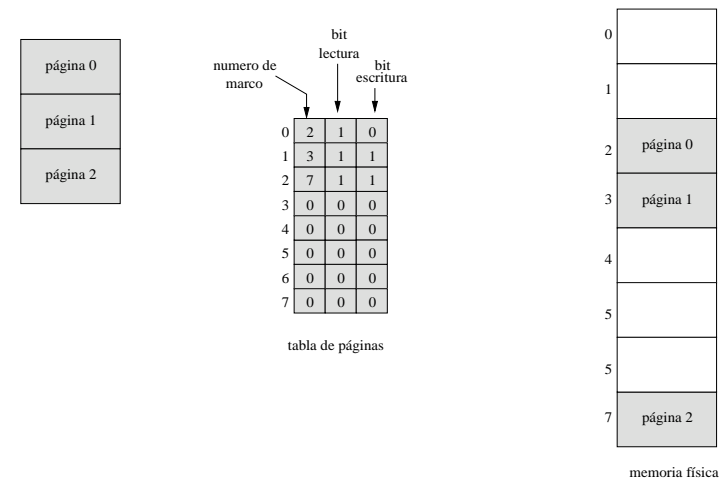 página 0
página 1
página 2
numero de
marco
bit
lectura
bit
escritura
0 2 1 0
1 3 1 1
2 7 1 1
3 0 0 0
4 0 0 0
5 0 0 0
6 0 0 0
7 0 0 0
tabla de páginas
0
1
2 página 0
3 página 1
4
5
5
7 página 2
memoria física